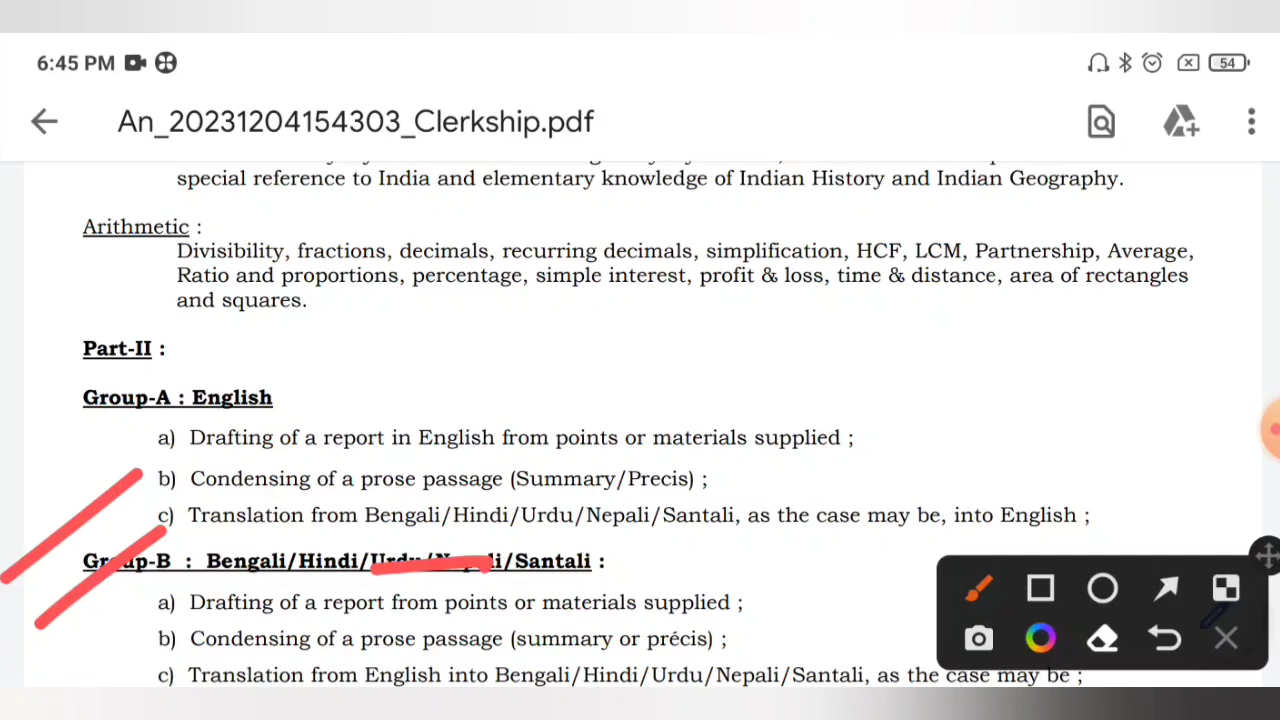 6:45 PM 54
An_20231204154303_Clerkship.pdf
special reference to India and elementary knowledge of Indian History and Indian Geography.
Arithmetic :
Divisibility, fractions, decimals, recurring decimals, simplification, HCF, LCM, Partnership, Average,
Ratio and proportions, percentage, simple interest, profit & loss, time & distance, area of rectangles
and squares.
Part-II :
Group-A : English
a) Drafting of a report in English from points or materials supplied ;
b) Condensing of a prose passage (Summary/Precis) ;
c) Translation from Bengali/Hindi/Urdu/Nepali/Santali, as the case may be, into English ;
Group-B : Bengali/Hindi/Urdu/Nepali/Santali :
a) Drafting of a report from points or materials supplied ;
b) Condensing of a prose passage (summary or précis) ;
c) Translation from English into Bengali/Hindi/Urdu/Nepali/Santali, as the case may be ;